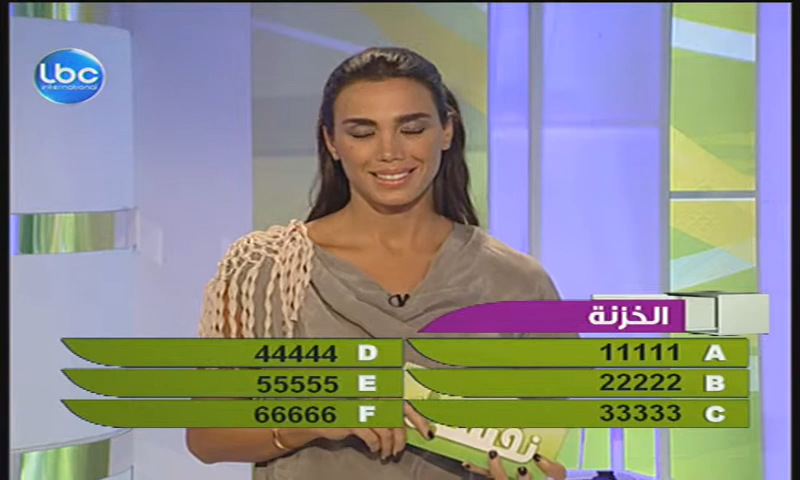 lbc
international
الخزنة
A 11111
B 22222
C 33333
D 44444
E 55555
F 66666